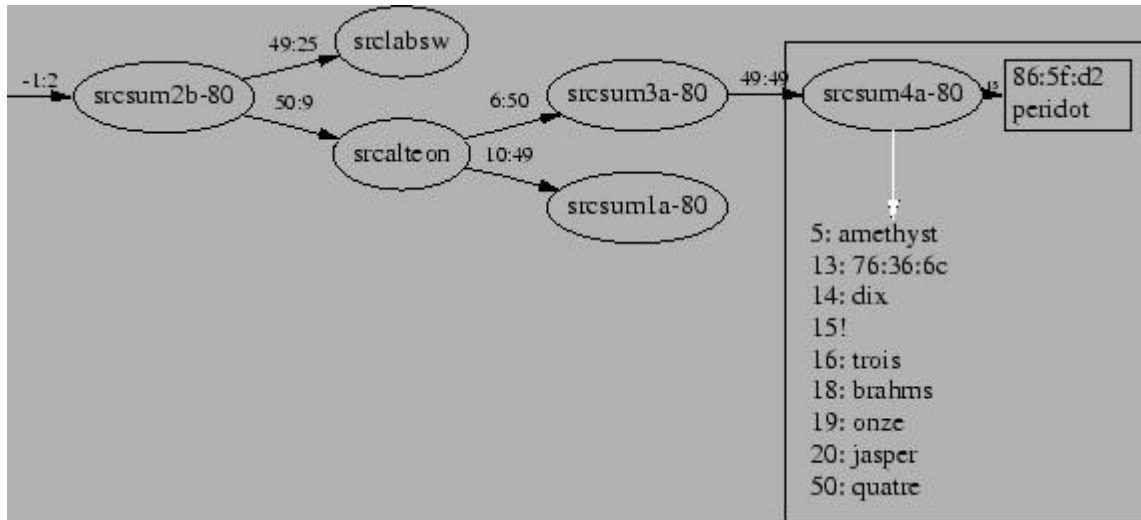 -1:2
srcsum2b-80
49:25
srclabsw
50:9
srcalteon
6:50
srcsum3a-80
10:49
srcsum1a-80
49:49
srcsum4a-80
15
86:5f:d2
peridot
5: amethyst
13: 76:36:6c
14: dix
15!
16: trois
18: brahms
19: onze
20: jasper
50: quatre